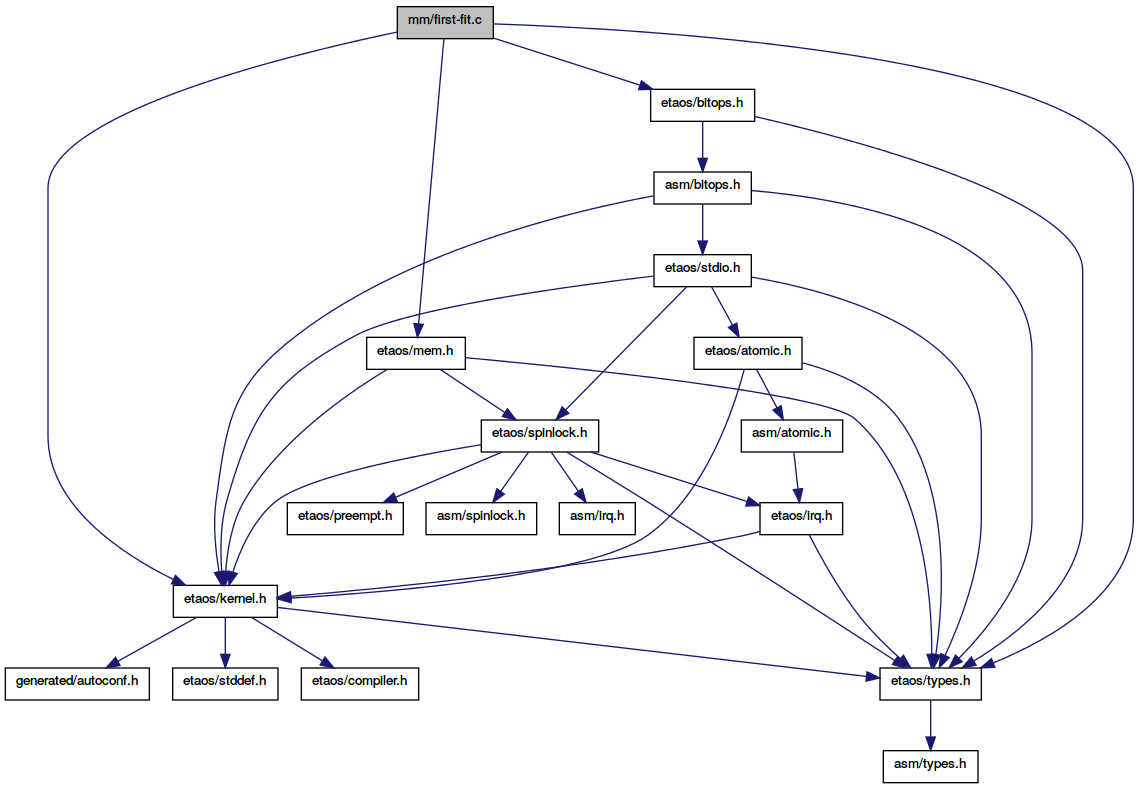 mm/first-fit.c
etaos/bitops.h
asm/bitops.h
etaos/stdio.h
etaos/mem.h
etaos/atomic.h
etaos/spinlock.h
asm/atomic.h
etaos/preempt.h
asm/spinlock.h
asm/irq.h
etaos/irq.h
etaos/kernel.h
generated/autoconf.h
etaos/stddef.h
etaos/compiler.h
etaos/types.h
asm/types.h